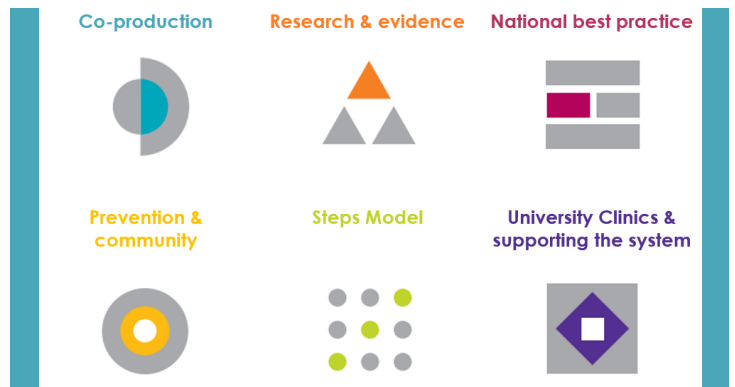 Co-production
Research & evidence
National best practice
Prevention &
community
Steps Model
University Clinics &
supporting the system